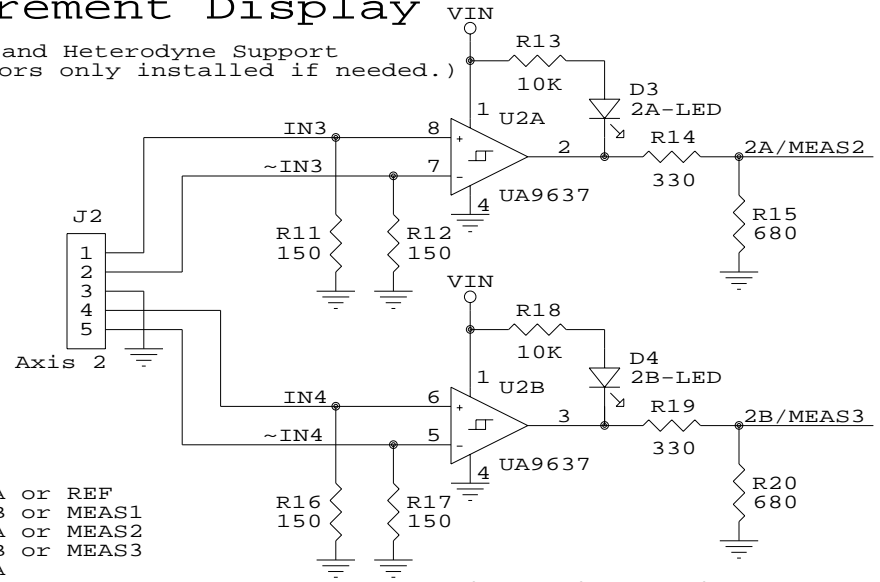 rement Display
and Heterodyne Support
ors only installed if needed.)
VIN
R13
10K
D3
2A-LED
1
U2A
IN3
8
+
2
R14
330
2A/MEAS2
~IN3
7
-
UA9637
4
R15
680
J2
1
2
3
4
5
Axis 2
R11
150
R12
150
VIN
R18
10K
D4
2B-LED
1
U2B
IN4
6
+
3
R19
330
2B/MEAS3
~IN4
5
-
UA9637
4
R20
680
R16
150
R17
150
A or REF
B or MEAS1
A or MEAS2
B or MEAS3
A